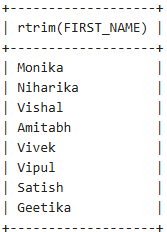 +--------------------+
| rtrim(FIRST_NAME) |
+--------------------+
| Monika |
| Niharika |
| Vishal |
| Amitabh |
| Vivek |
| Vipul |
| Satish |
| Geetika |
+--------------------+